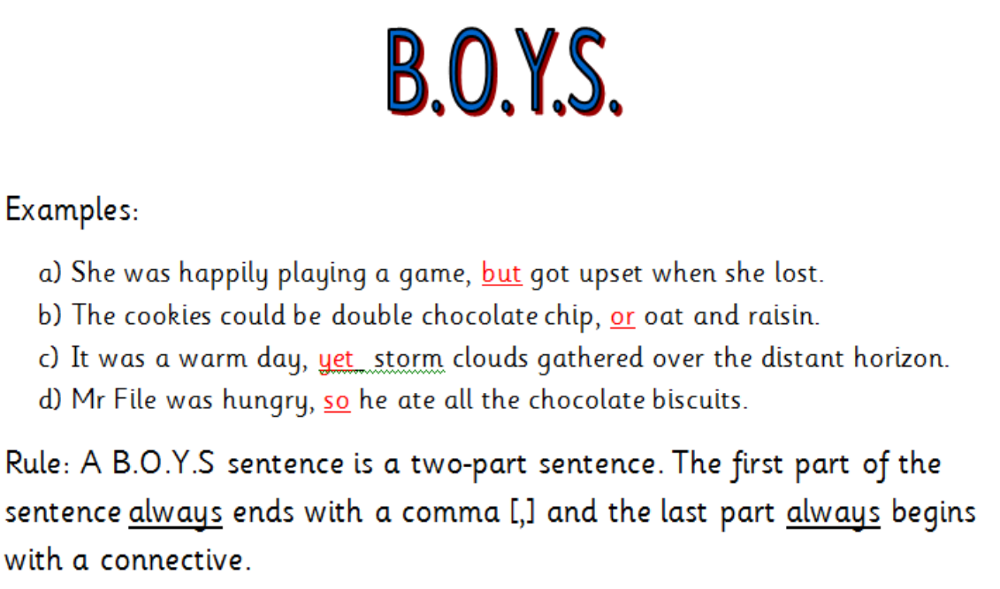 B.O.Y.S.
Examples:
a) She was happily playing a game, but got upset when she lost.
b) The cookies could be double chocolate chip, or oat and raisin.
c) It was a warm day, yet  storm clouds gathered over the distant horizon.
d) Mr File was hungry, so he ate all the chocolate biscuits.
Rule: A B.O.Y.S sentence is a two-part sentence. The first part of the
sentence always ends with a comma [,] and the last part always begins
with a connective.